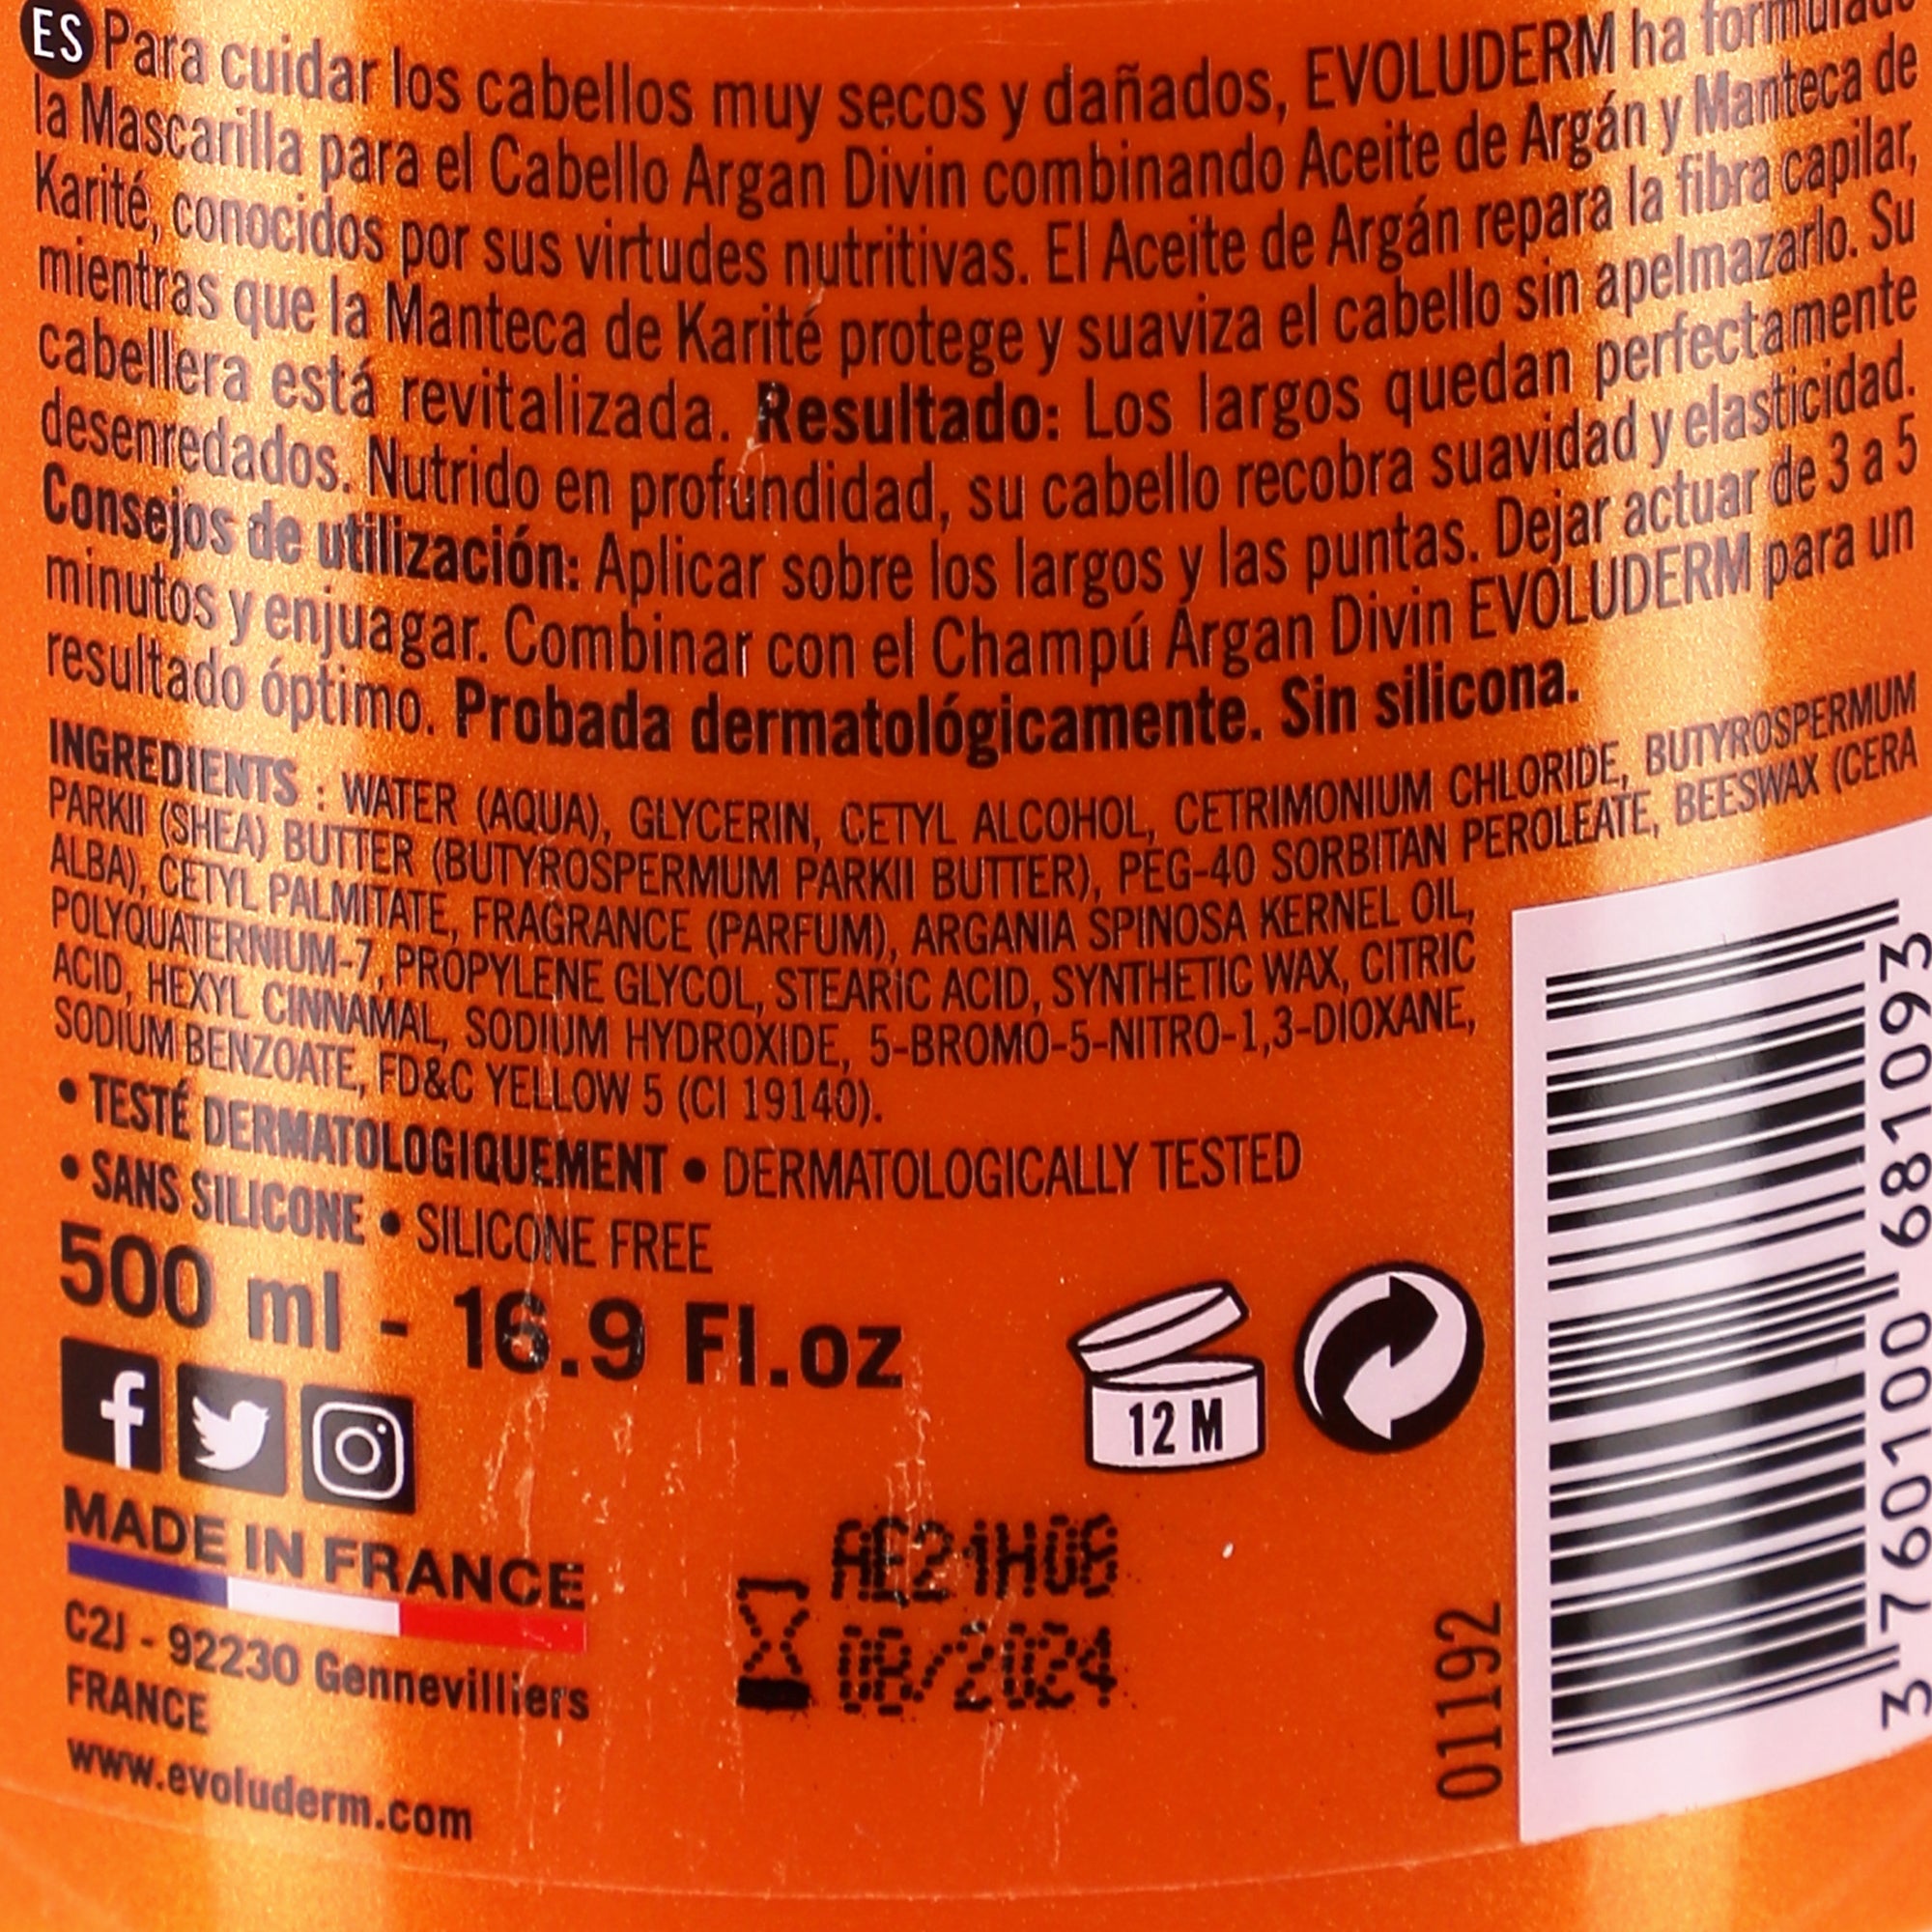 ES Para cuidar los cabellos muy secos y dañados, EVOLUDERM ha formulado
la Mascarilla para el Cabello Argan Divin combinando Aceite de Argán y Manteca de
Karité, conocidos por sus virtudes nutritivas. El Aceite de Argán repara la fibra capilar,
mientras que la Manteca de Karité protege y suaviza el cabello sin apelmazarlo. Su
cabellera está revitalizada. Resultado: Los largos quedan perfectamente
desenredados. Nutrido en profundidad, su cabello recobra suavidad y elasticidad.
Consejos de utilización: Aplicar sobre los largos y las puntas. Dejar actuar de 3 a 5
minutos y enjuagar. Combinar con el Champú Argan Divin EVOLUDERM para un
resultado óptimo. Probada dermatológicamente. Sin silicona.
INGREDIENTS : WATER (AQUA), GLYCERIN, CETYL ALCOHOL, CETRIMONIUM CHLORIDE, BUTYROSPERMUM
PARKII (SHEA) BUTTER (BUTYROSPERMUM PARKII BUTTER), PEG-40 SORBITAN PEROLEATE, BEESWAX (CERA
ALBA), CETYL PALMITATE, FRAGRANCE (PARFUM), ARGANIA SPINOSA KERNEL OIL,
POLYQUATERNIUM-7, PROPYLENE GLYCOL, STEARIC ACID, SYNTHETIC WAX, CITRIC
ACID, HEXYL CINNAMAL, SODIUM HYDROXIDE, 5-BROMO-5-NITRO-1,3-DIOXANE,
SODIUM BENZOATE, FD&C YELLOW 5 (CI 19140).
• TESTÉ DERMATOLOGIQUEMENT • DERMATOLOGICALLY TESTED
• SANS SILICONE • SILICONE FREE
500 ml - 16.9 Fl.oz
12 M
MADE IN FRANCE
C2J - 92230 Gennevilliers
FRANCE
www.evoluderm.com
AE21H06
08/2024
01192
3 760100 681093